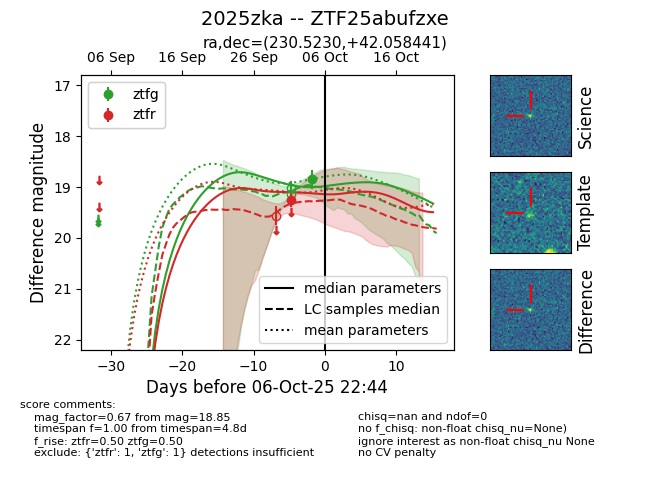 2025zka -- ZTF25abufzxe
ra,dec=(230.5230,+42.058441)
06 Sep 16 Sep 26 Sep 06 Oct 16 Oct
ztfg
ztfr
17
18
19
20
21
22
Difference magnitude
median parameters
LC samples median
mean parameters
−30 −20 −10 0 10
Days before 06-Oct-25 22:44
Science
Template
Difference
score comments:
mag_factor=0.67 from mag=18.85
timespan f=1.00 from timespan=4.8d
f_rise: ztfr=0.50 ztfg=0.50
exclude: {'ztfr': 1, 'ztfg': 1} detections insufficient
chisq=nan and ndof=0
no f_chisq: non-float chisq_nu=None)
ignore interest as non-float chisq_nu None
no CV penalty